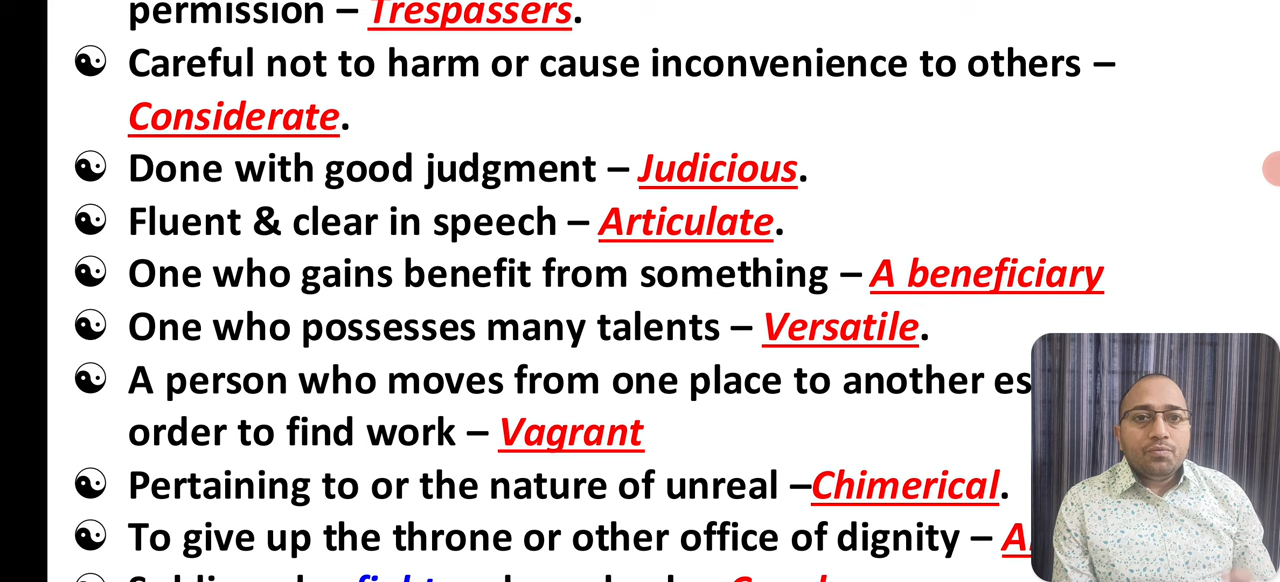 permission – Trespassers.
☯ Careful not to harm or cause inconvenience to others –
Considerate.
☯ Done with good judgment – Judicious.
☯ Fluent & clear in speech – Articulate.
☯ One who gains benefit from something – A beneficiary
☯ One who possesses many talents – Versatile.
☯ A person who moves from one place to another es
order to find work – Vagrant
☯ Pertaining to or the nature of unreal –Chimerical.
☯ To give up the throne or other office of dignity – A